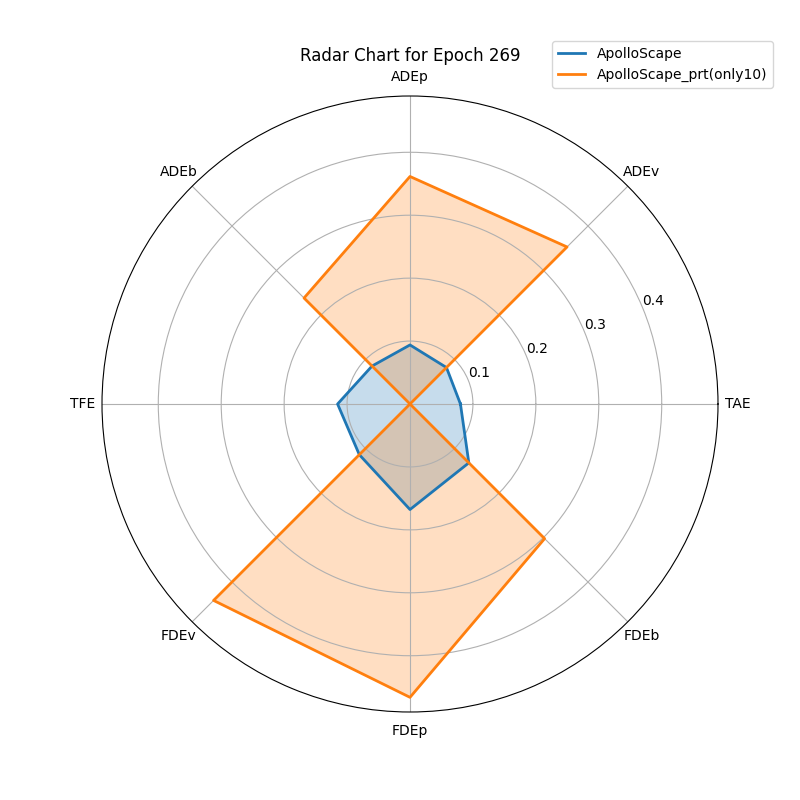 Radar Chart for Epoch 269
ApolloScape
ApolloScape_prt(only10)
ADEp
ADEb
ADEv
0.4
0.3
0.2
0.1
TFE
TAE
FDEv
FDEb
FDEp